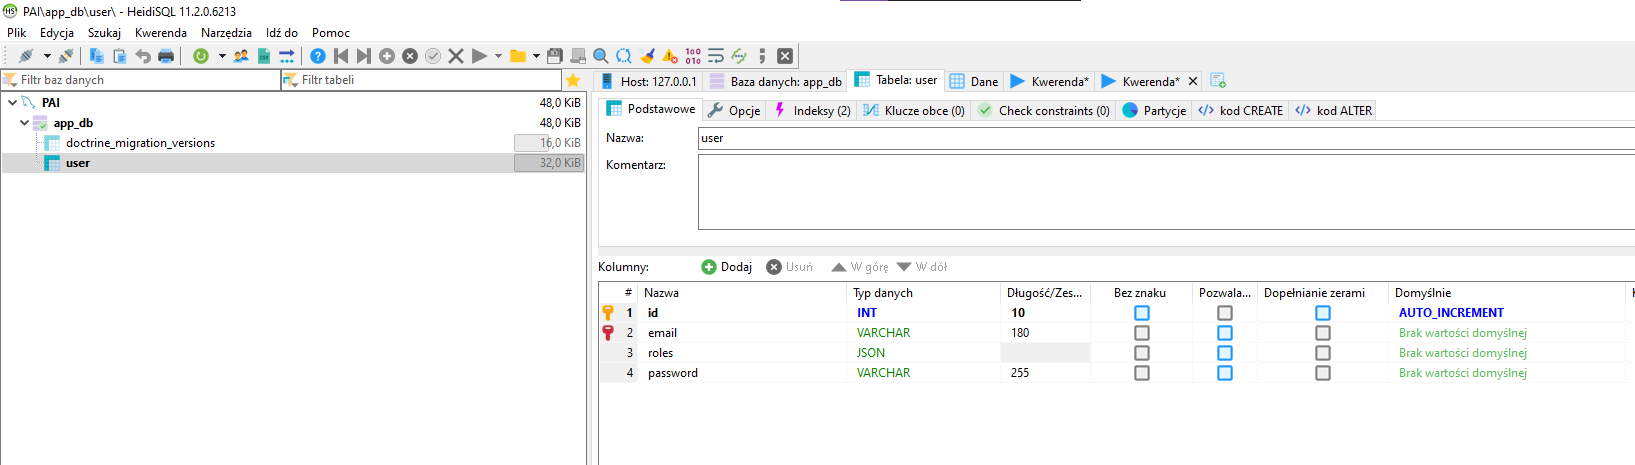 PAI\app_db\user\ - HeidiSQL 11.2.0.6213
Plik Edycja Szukaj Kwerenda Narzędzia Idź do Pomoc
Filtr baz danych Filtr tabeli
Host: 127.0.0.1 Baza danych: app_db Tabela: user Dane Kwerenda* Kwerenda*
PAI 48,0 KiB
app_db 48,0 KiB
doctrine_migration_versions 16,0 KiB
user 32,0 KiB
Podstawowe Opcje Indeksy (2) Klucze obce (0) Check constraints (0) Partycje kod CREATE kod ALTER
Nazwa: user
Komentarz:
Kolumny: Dodaj Usuń W górę W dół
# Nazwa Typ danych Długość/Zes... Bez znaku Pozwala... Dopełnianie zerami Domyślnie
1 id INT 10 AUTO_INCREMENT
2 email VARCHAR 180 Brak wartości domyślnej
3 roles JSON Brak wartości domyślnej
4 password VARCHAR 255 Brak wartości domyślnej